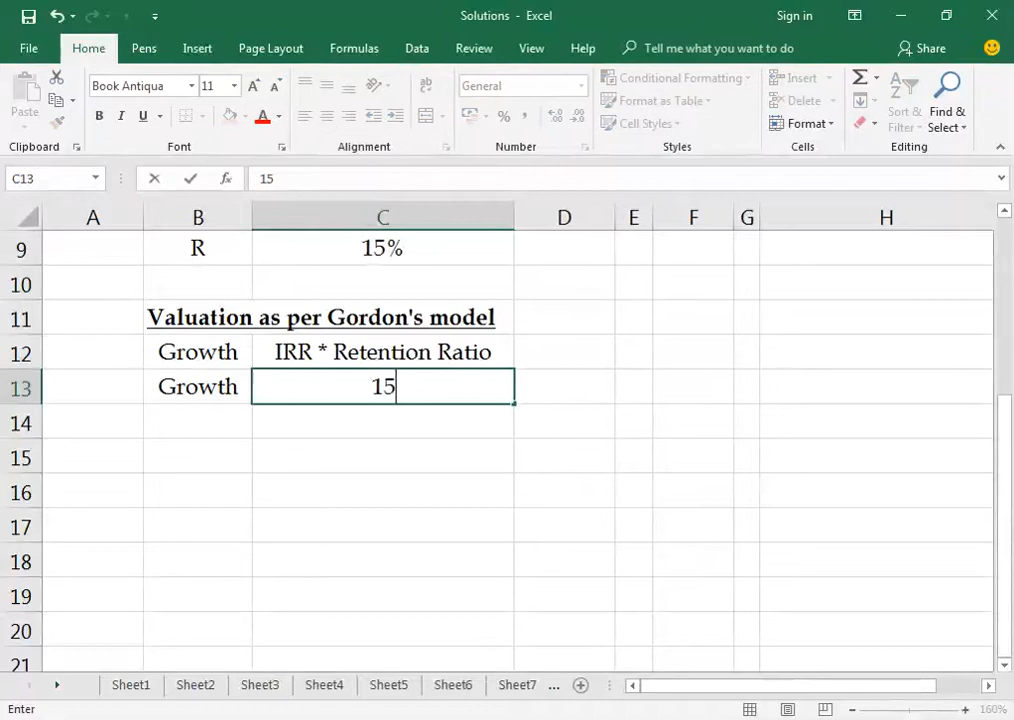 Solutions - Excel
Sign in
File Home Pens Insert Page Layout Formulas Data Review View Help Tell me what you want to do Share
Paste
Book Antiqua 11
General
Conditional Formatting
Format as Table
Cell Styles
Insert
Delete
Format
Sort & Filter
Find & Select
Clipboard Font Alignment Number Styles Cells Editing
C13 fx 15
A B C D E F G H
9 R 15%
10
11 Valuation as per Gordon's model
12 Growth IRR * Retention Ratio
13 Growth 15
14
15
16
17
18
19
20
21
Sheet1 Sheet2 Sheet3 Sheet4 Sheet5 Sheet6 Sheet7 ...
Enter 160%